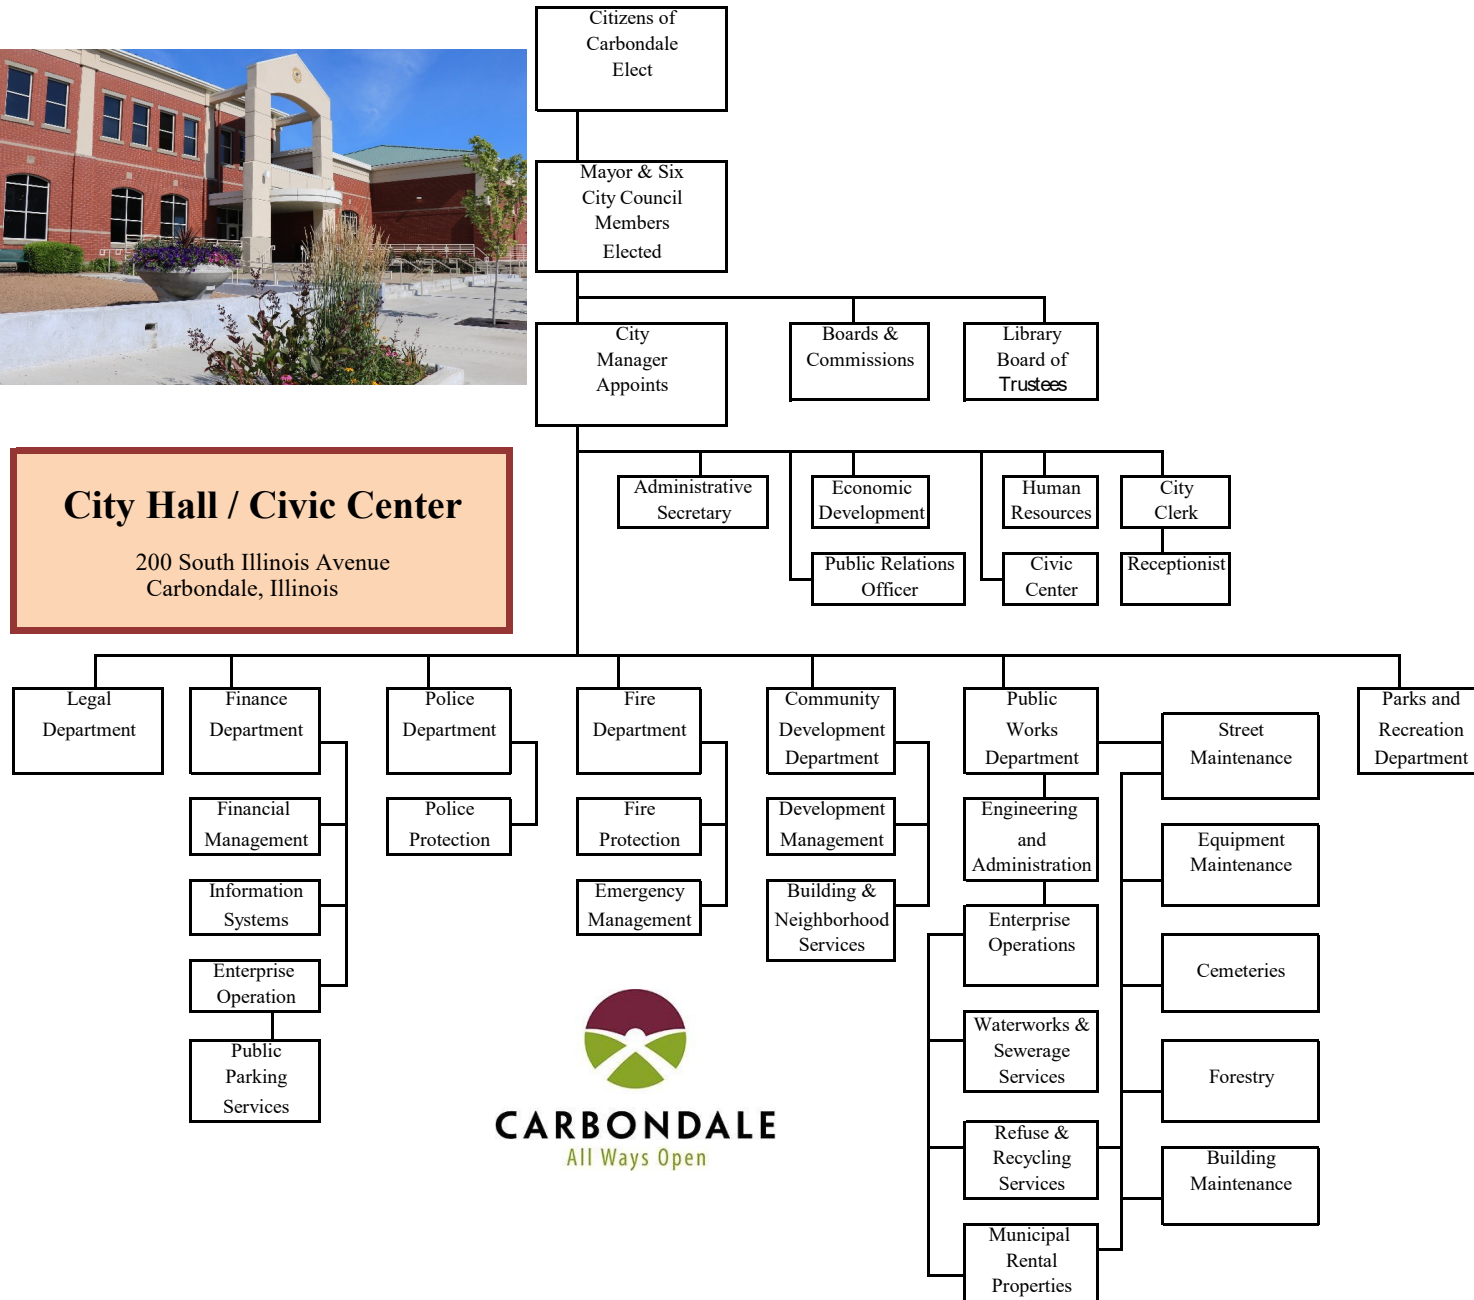 Citizens of
Carbondale
Elect
Mayor & Six
City Council
Members
Elected
City
Manager
Appoints
Boards &
Commissions
Library
Board of
Trustees
City Hall / Civic Center
200 South Illinois Avenue
Carbondale, Illinois
Administrative
Secretary
Economic
Development
Human
Resources
City
Clerk
Public Relations
Officer
Civic
Center
Receptionist
Legal
Department
Finance
Department
Police
Department
Fire
Department
Community
Development
Department
Public
Works
Department
Parks and
Recreation
Department
Financial
Management
Information
Systems
Enterprise
Operation
Public
Parking
Services
Police
Protection
Fire
Protection
Emergency
Management
Development
Management
Building &
Neighborhood
Services
Engineering
and
Administration
Enterprise
Operations
Waterworks &
Sewerage
Services
Refuse &
Recycling
Services
Municipal
Rental
Properties
Street
Maintenance
Equipment
Maintenance
Cemeteries
Forestry
Building
Maintenance
CARBONDALE
All Ways Open